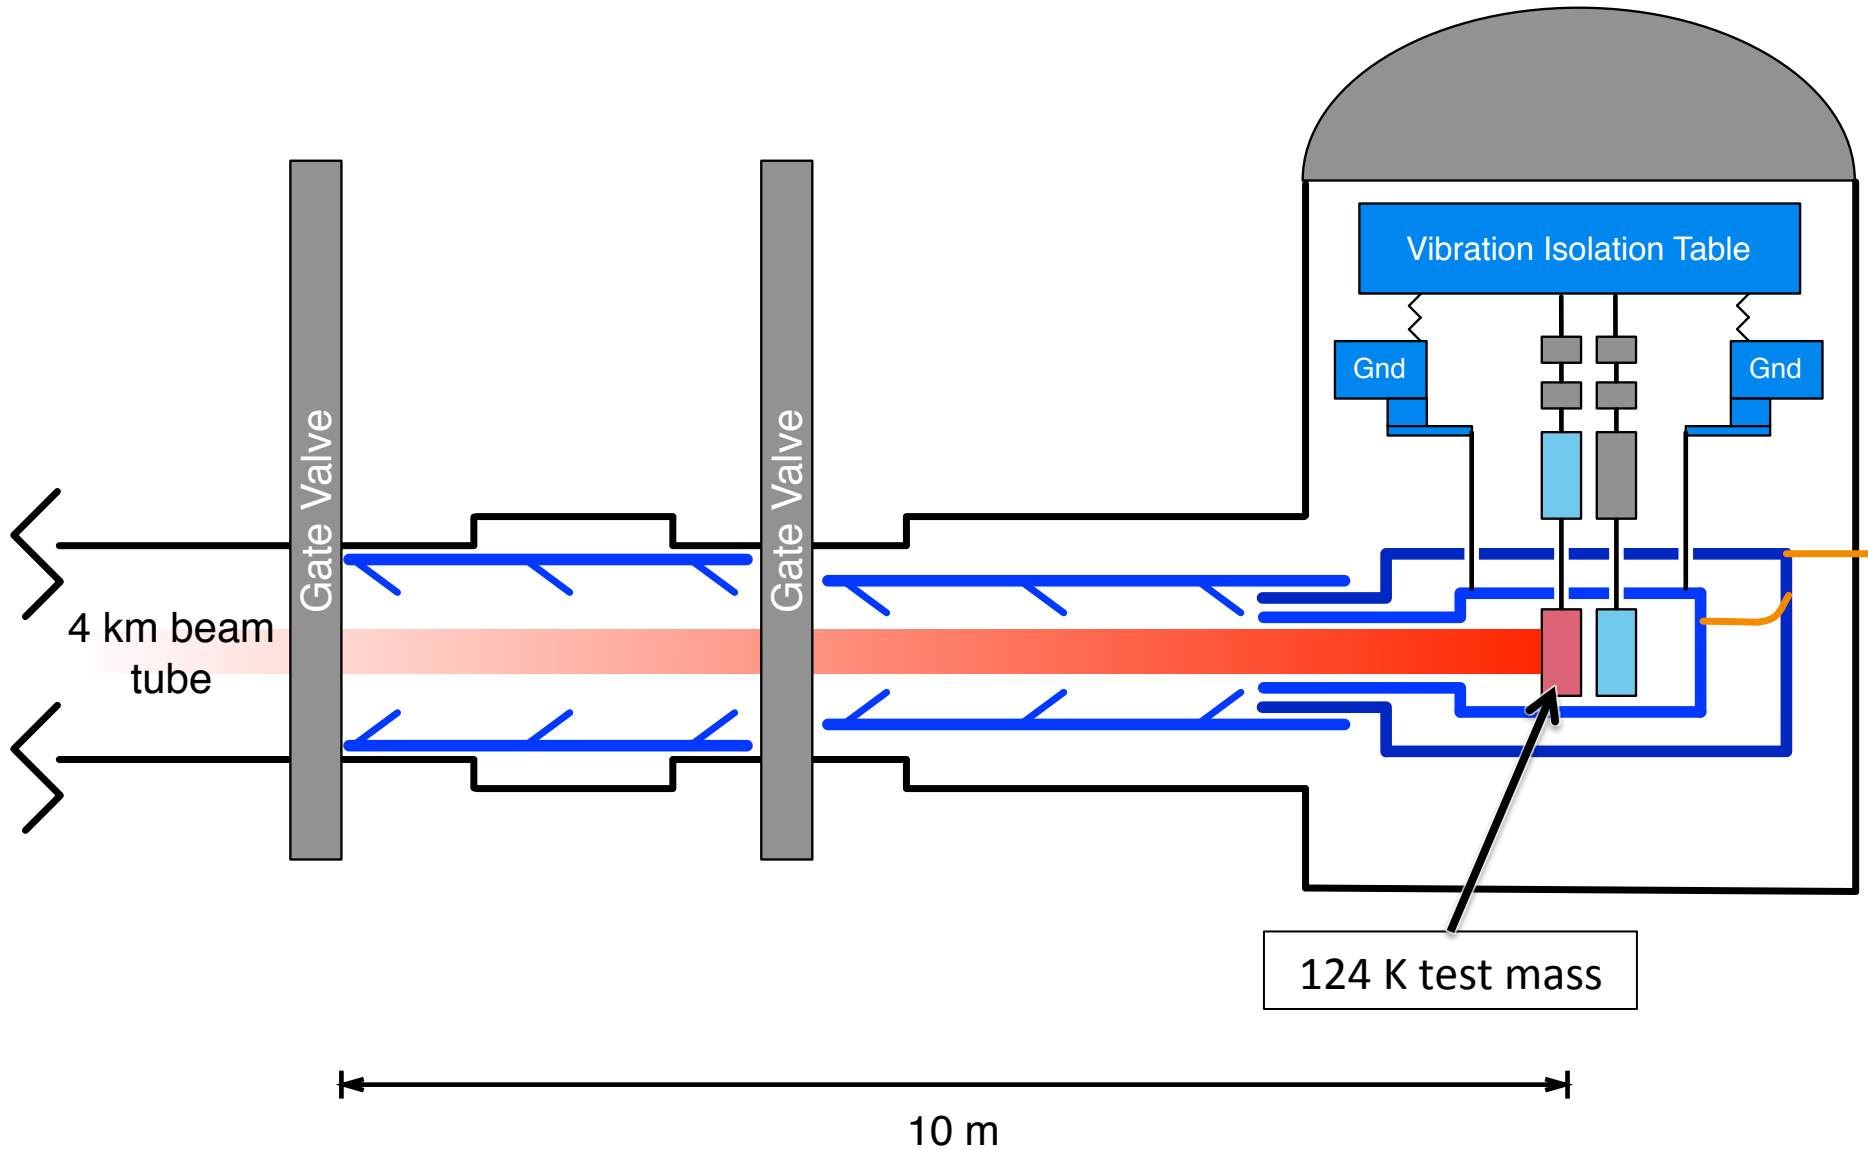 Vibration Isolation Table
Gnd
Gnd
Gate Valve
Gate Valve
4 km beam
tube
124 K test mass
10 m